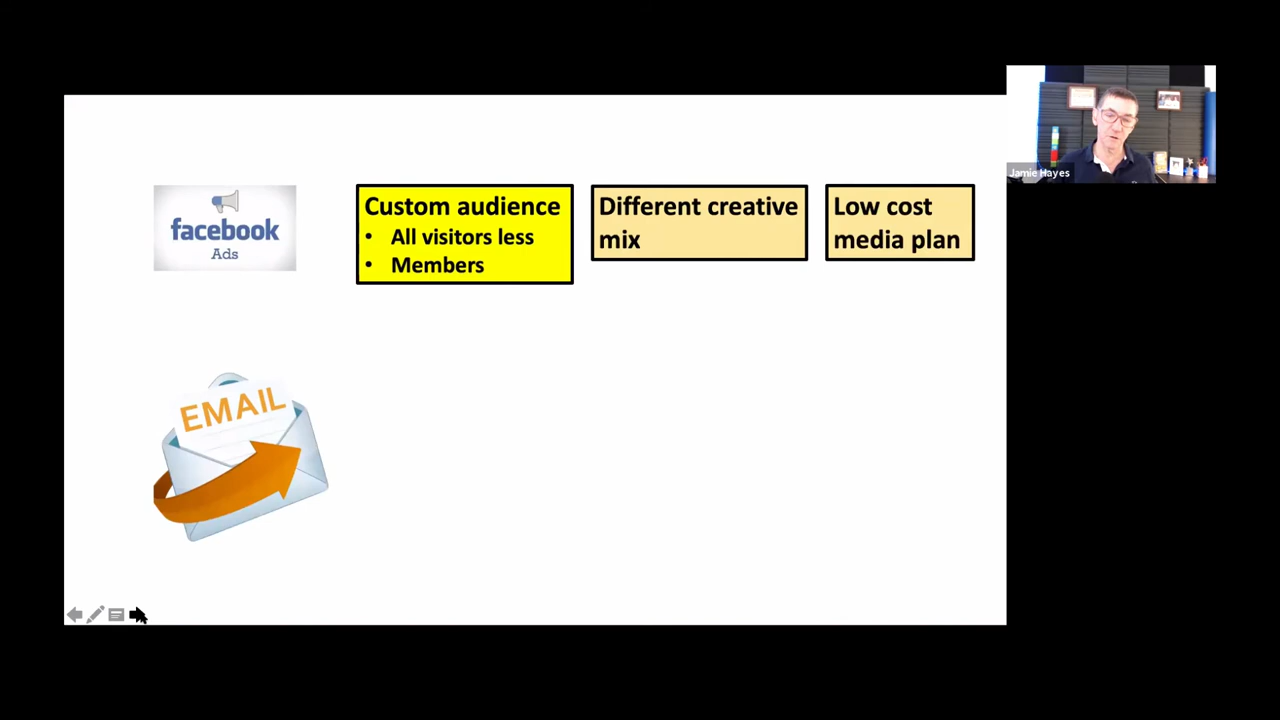 Jamie Hayes
facebook
Ads
Custom audience
• All visitors less
• Members
Different creative
mix
Low cost
media plan
EMAIL